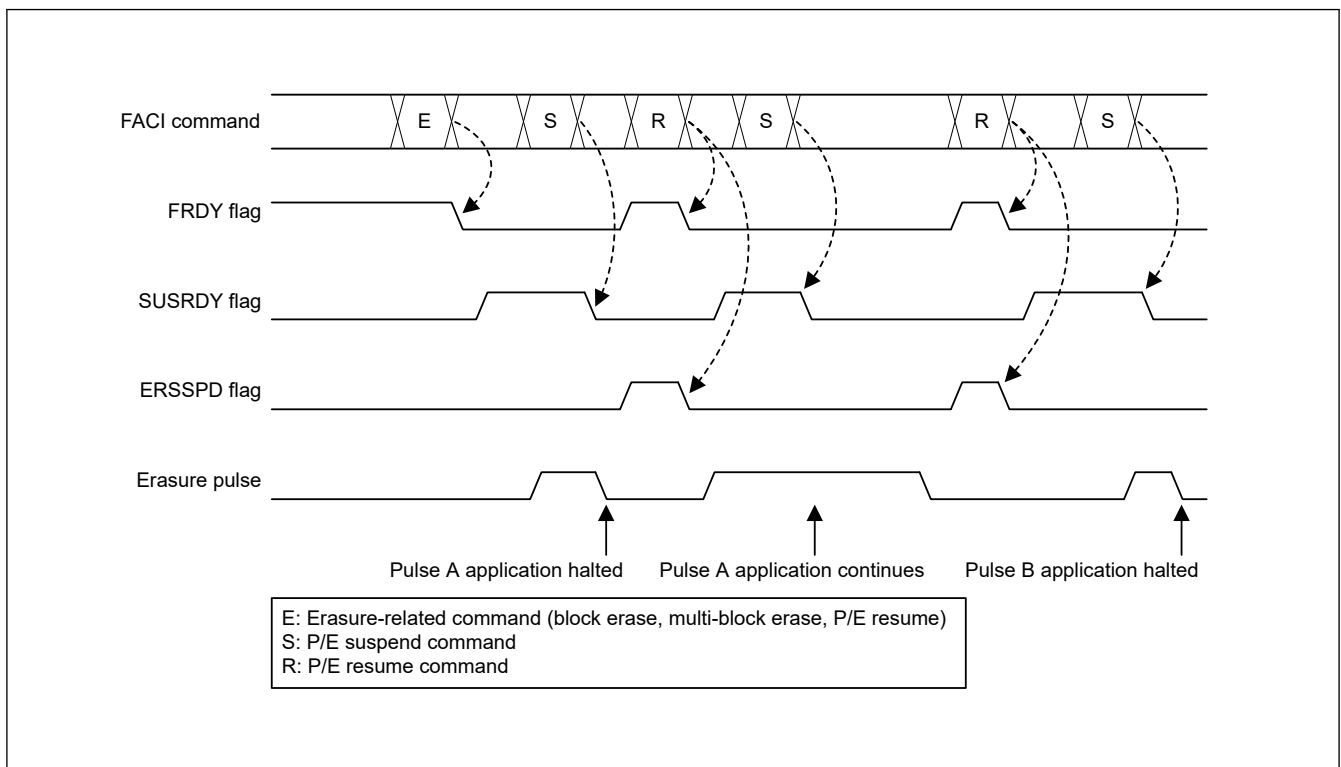 FACI command
E S R S R S
FRDY flag
SUSRDY flag
ERSSPD flag
Erasure pulse
Pulse A application halted Pulse A application continues Pulse B application halted
E: Erasure-related command (block erase, multi-block erase, P/E resume)
S: P/E suspend command
R: P/E resume command